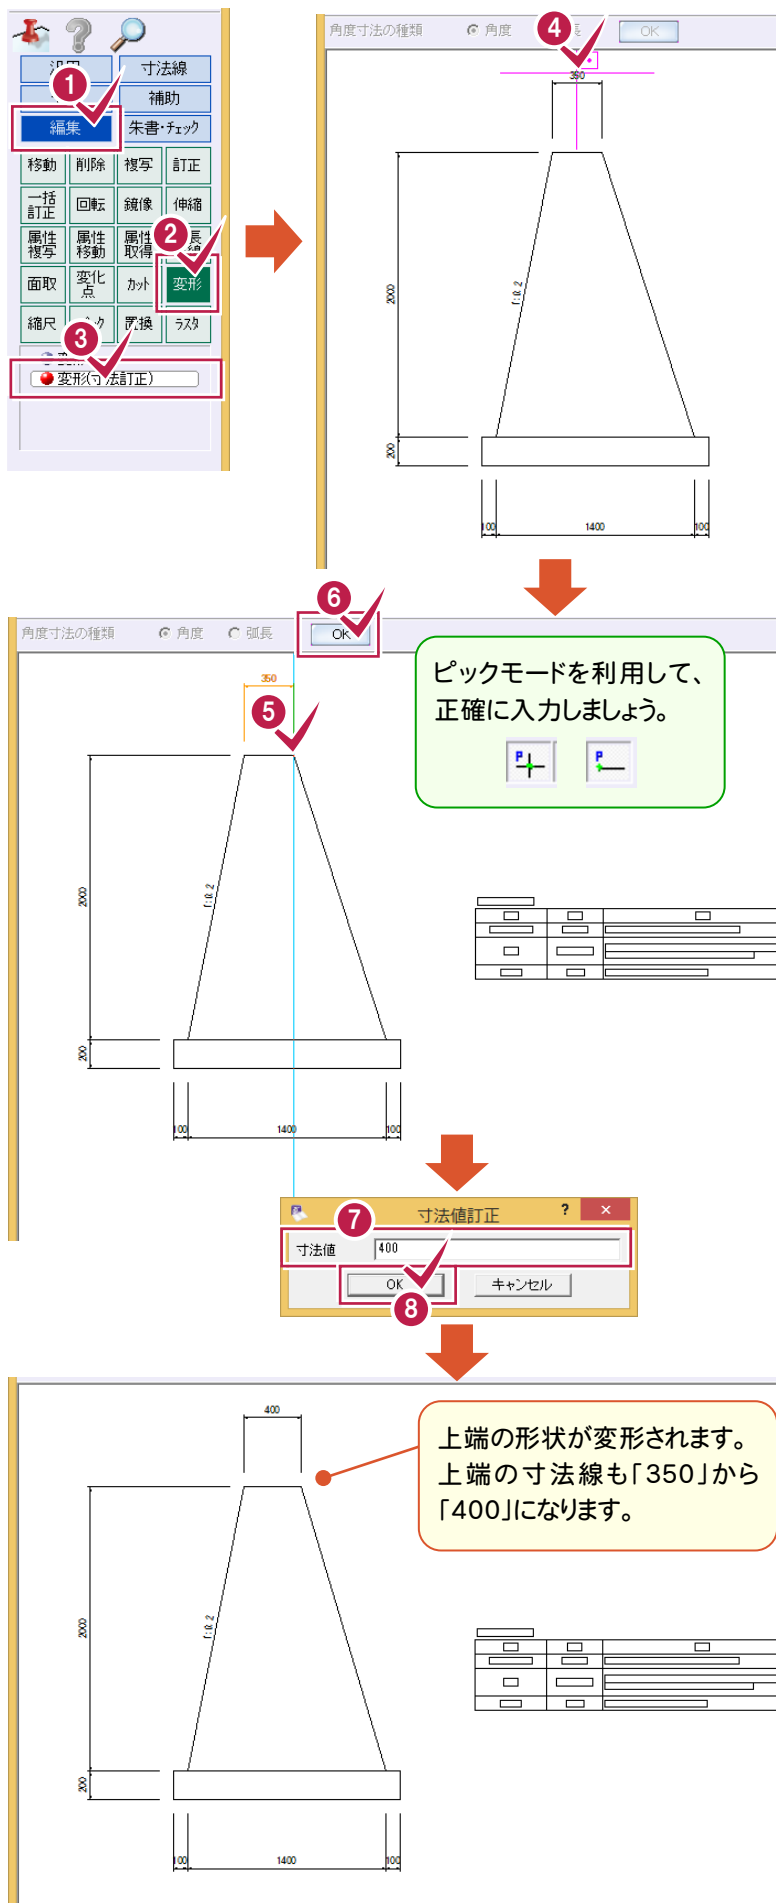 寸法線
補助
編集
朱書・チェック
移動 削除 複写 訂正
一括訂正 回転 鏡像 伸縮
属性複写 属性移動 属性取得
面取 変化点 カット 変形
縮尺 置換 ラスタ
変形(寸法訂正)
1
2
3
角度寸法の種類 角度 OK
4
350
2000
1:0.2
200
100 1400 100
角度寸法の種類 角度 弧長 OK
6
ピックモードを利用して、
正確に入力しましょう。
P P
350
5
2000
1:0.2
200
100 1400 100
寸法値訂正 ? ×
7
寸法値 400
OK キャンセル
8
400
上端の形状が変形されます。
上端の寸法線も「350」から
「400」になります。
2000
1:0.2
200
100 1400 100